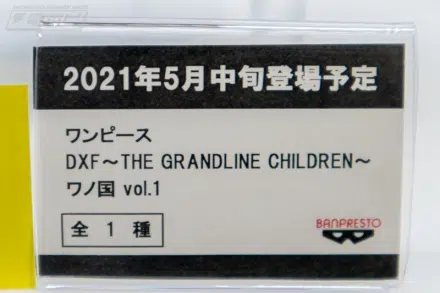 2021年5月中旬登場予定
ワンピース
DXF～THE GRANDLINE CHILDREN～
ワノ国 vol.1
全 1 種
BANPRESTO